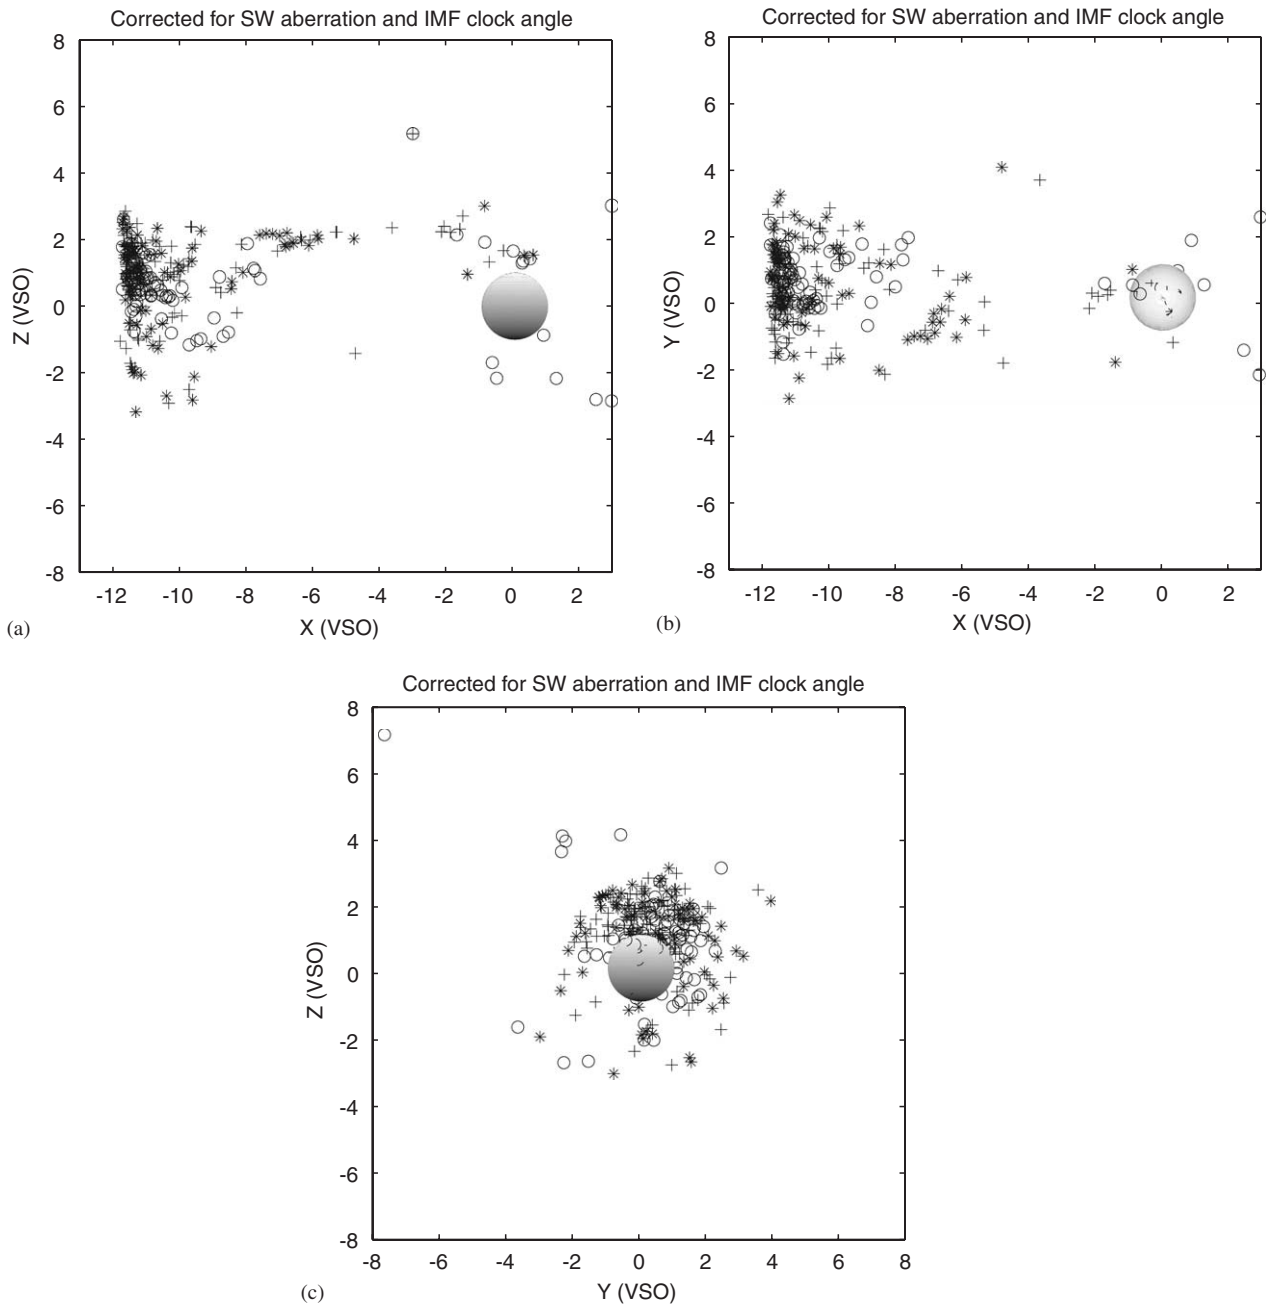 Corrected for SW aberration and IMF clock angle
8
6
4
2
0
-2
-4
-6
-8
Z (VSO)
-12 -10 -8 -6 -4 -2 0 2
X (VSO)
(a)
Corrected for SW aberration and IMF clock angle
8
6
4
2
0
-2
-4
-6
-8
Y (VSO)
-12 -10 -8 -6 -4 -2 0 2
X (VSO)
(b)
Corrected for SW aberration and IMF clock angle
8
6
4
2
0
-2
-4
-6
-8
Z (VSO)
-8 -6 -4 -2 0 2 4 6 8
Y (VSO)
(c)